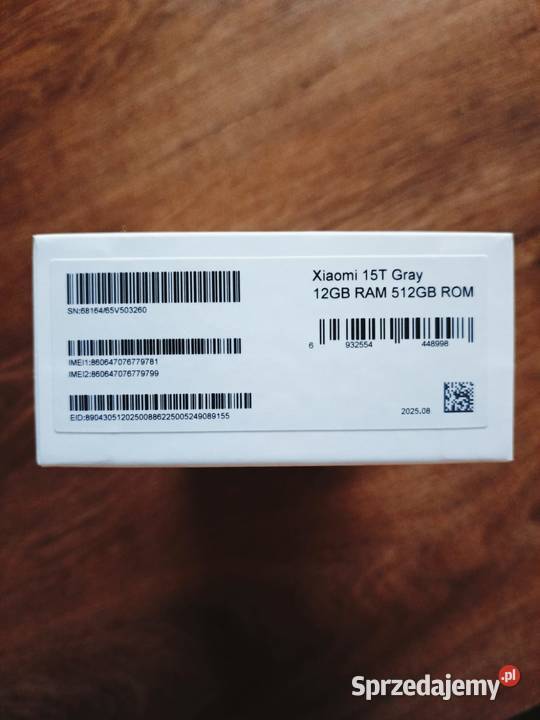 Xiaomi 15T Gray
12GB RAM 512GB ROM
SN:68164/65V503260
6 932554 448998
IMEI1:860647076779781
IMEI2:860647076779799
EID:89043051202500886225005249089155
2025.08
Sprzedajemy.pl